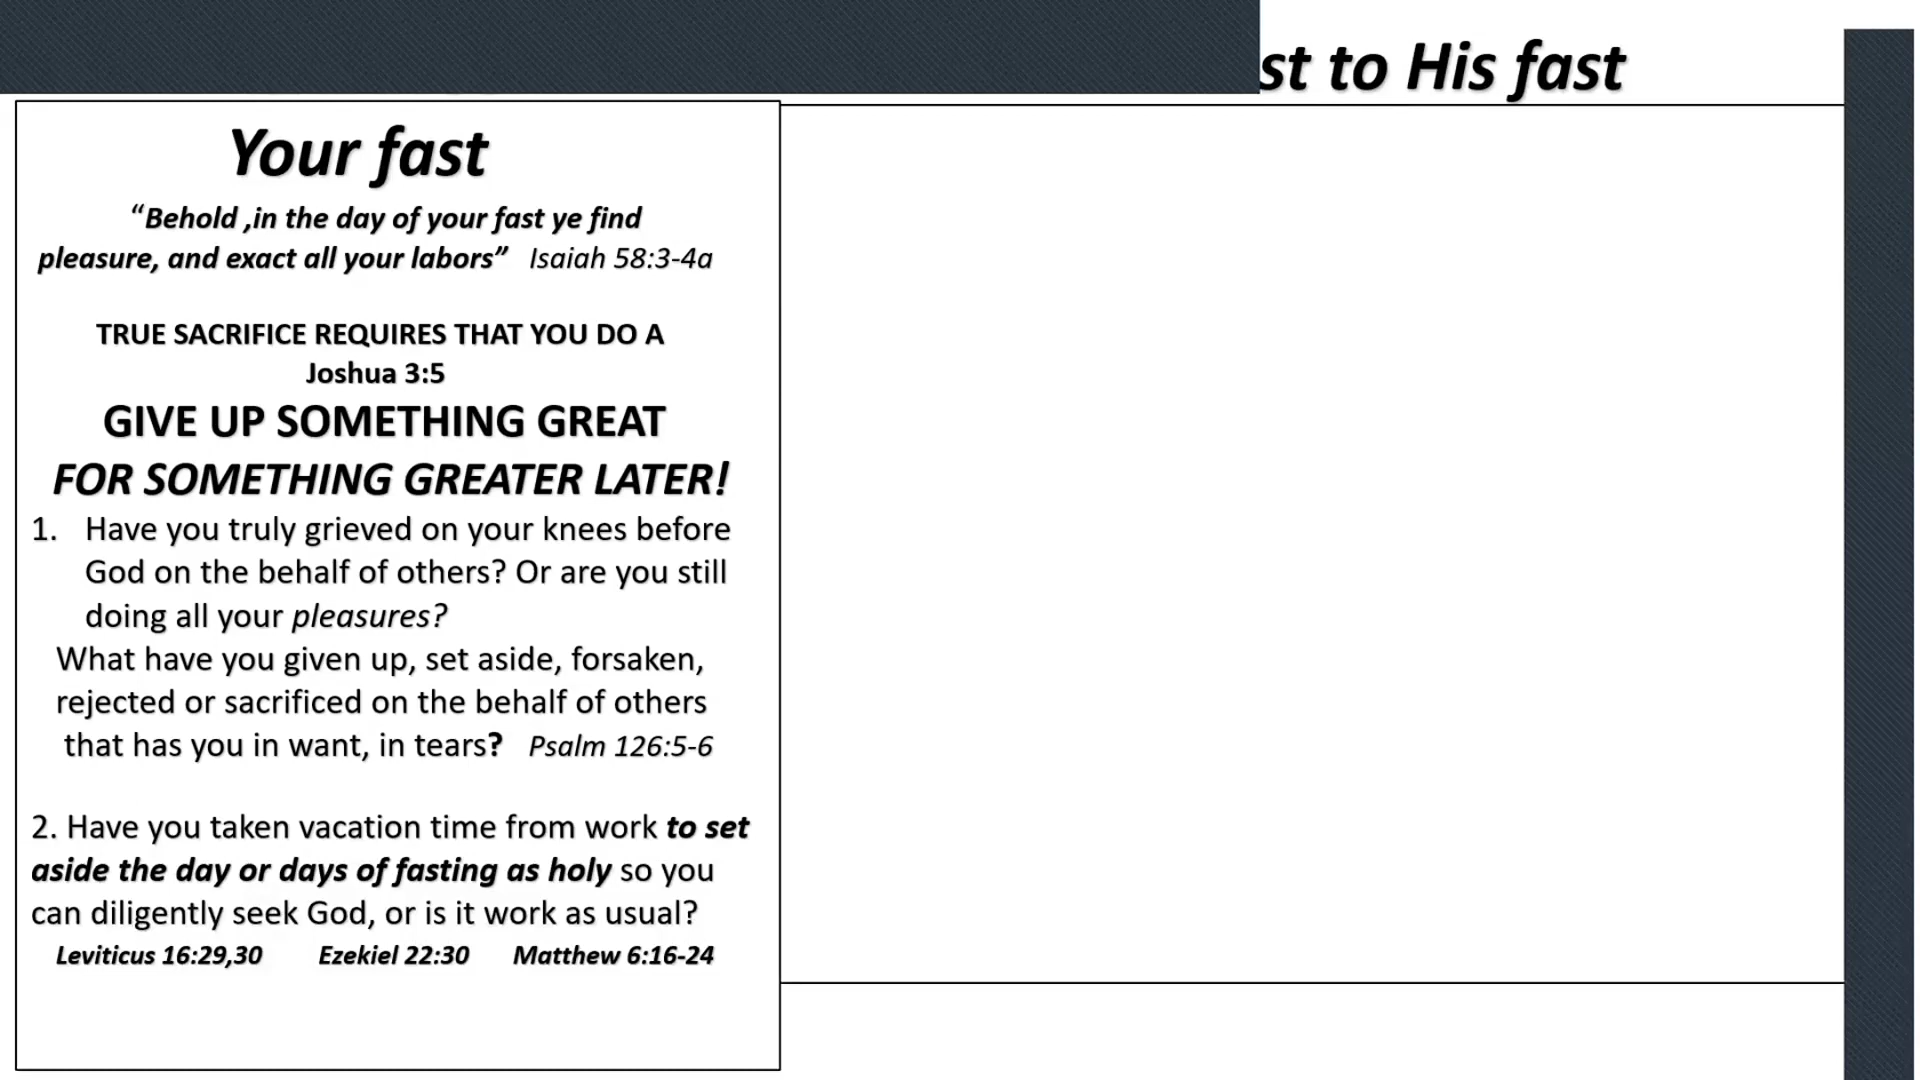 st to His fast
Your fast
“Behold ,in the day of your fast ye find
pleasure, and exact all your labors” Isaiah 58:3-4a
TRUE SACRIFICE REQUIRES THAT YOU DO A
Joshua 3:5
GIVE UP SOMETHING GREAT
FOR SOMETHING GREATER LATER!
1. Have you truly grieved on your knees before
God on the behalf of others? Or are you still
doing all your pleasures?
What have you given up, set aside, forsaken,
rejected or sacrificed on the behalf of others
that has you in want, in tears? Psalm 126:5-6
2. Have you taken vacation time from work to set
aside the day or days of fasting as holy so you
can diligently seek God, or is it work as usual?
Leviticus 16:29,30 Ezekiel 22:30 Matthew 6:16-24